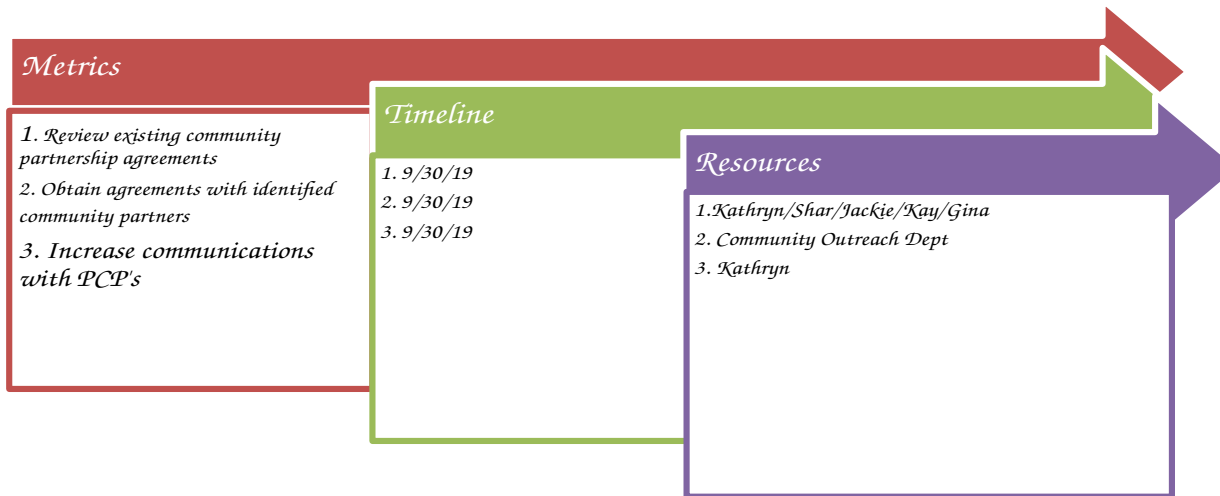 Metrics
1. Review existing community
partnership agreements
2. Obtain agreements with identified
community partners
3. Increase communications
with PCP's
Timeline
1. 9/30/19
2. 9/30/19
3. 9/30/19
Resources
1.Kathryn/Shar/Jackie/Kay/Gina
2. Community Outreach Dept
3. Kathryn